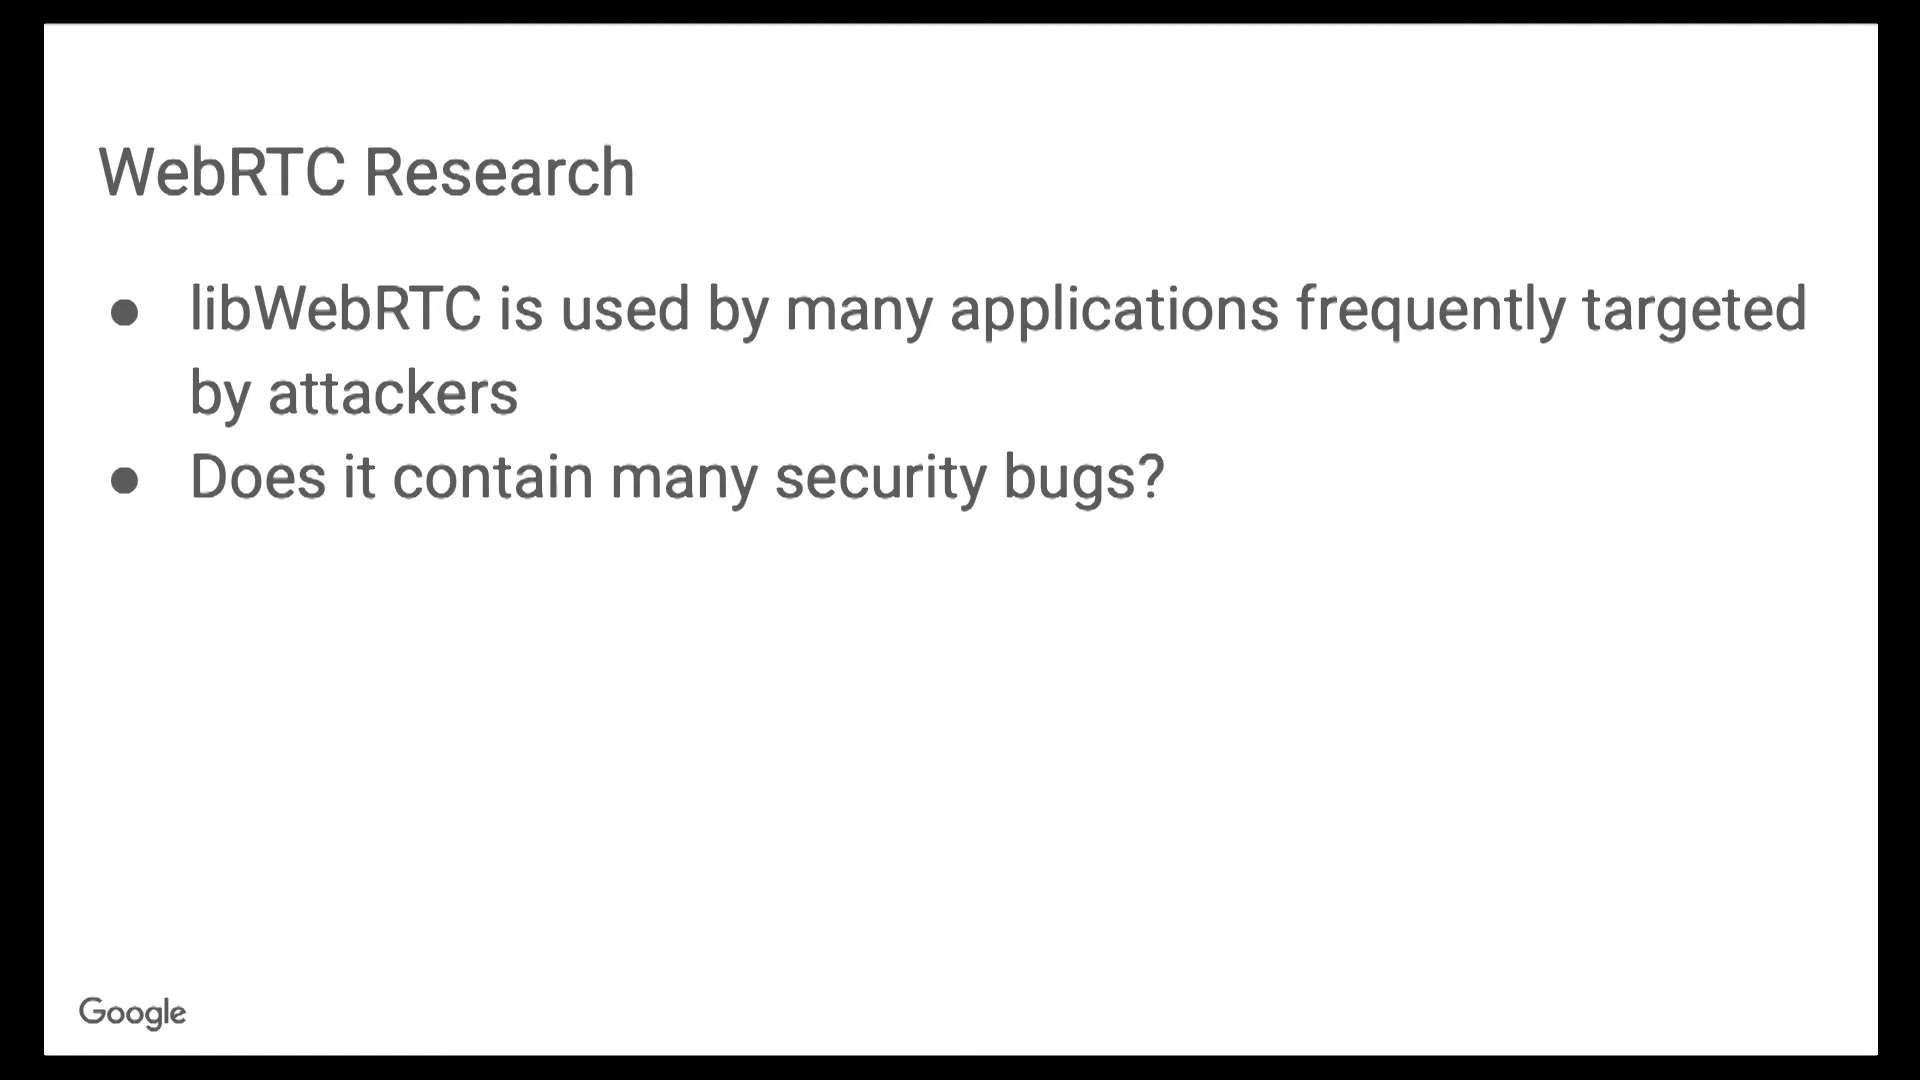 WebRTC Research
● libWebRTC is used by many applications frequently targeted
by attackers
● Does it contain many security bugs?
Google